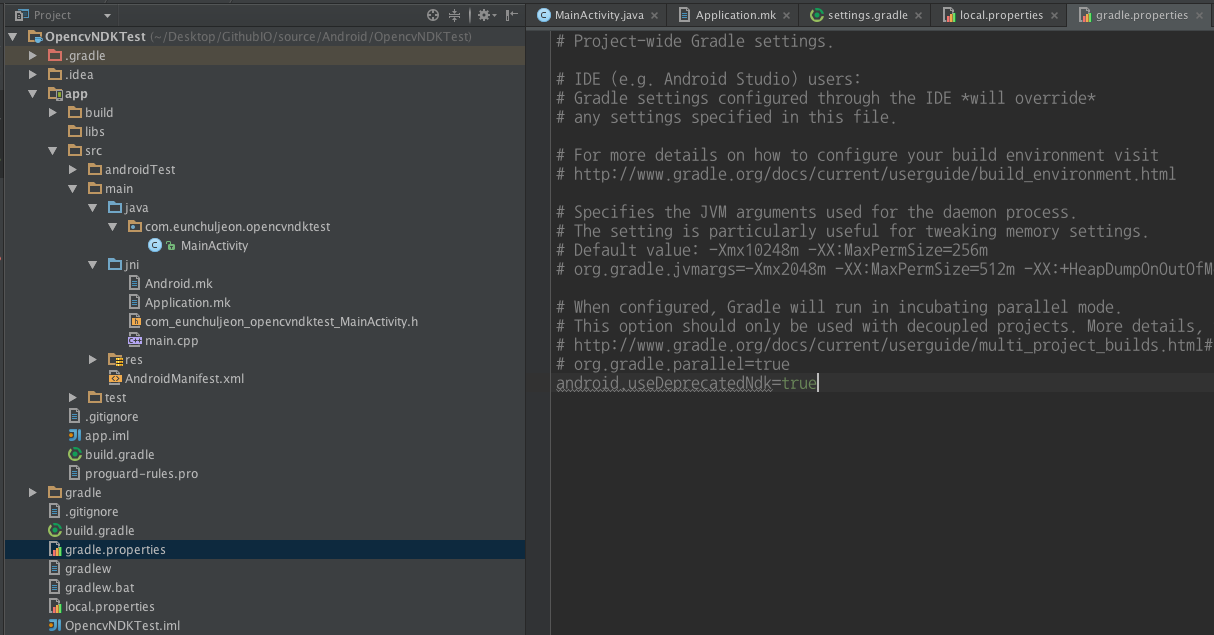 Project
OpencvNDKTest (~/Desktop/GithubIO/source/Android/OpencvNDKTest)
.gradle
.idea
app
build
libs
src
androidTest
main
java
com.eunchuljeon.opencvndktest
MainActivity
jni
Android.mk
Application.mk
com_eunchuljeon_opencvndktest_MainActivity.h
main.cpp
res
AndroidManifest.xml
test
.gitignore
app.iml
build.gradle
proguard-rules.pro
gradle
.gitignore
build.gradle
gradle.properties
gradlew
gradlew.bat
local.properties
OpencvNDKTest.iml
MainActivity.java
Application.mk
settings.gradle
local.properties
gradle.properties
# Project-wide Gradle settings.
# IDE (e.g. Android Studio) users:
# Gradle settings configured through the IDE *will override*
# any settings specified in this file.
# For more details on how to configure your build environment visit
# http://www.gradle.org/docs/current/userguide/build_environment.html
# Specifies the JVM arguments used for the daemon process.
# The setting is particularly useful for tweaking memory settings.
# Default value: -Xmx10248m -XX:MaxPermSize=256m
# org.gradle.jvmargs=-Xmx2048m -XX:MaxPermSize=512m -XX:+HeapDumpOnOutOfM
# When configured, Gradle will run in incubating parallel mode.
# This option should only be used with decoupled projects. More details,
# http://www.gradle.org/docs/current/userguide/multi_project_builds.html#
# org.gradle.parallel=true
android.useDeprecatedNdk=true